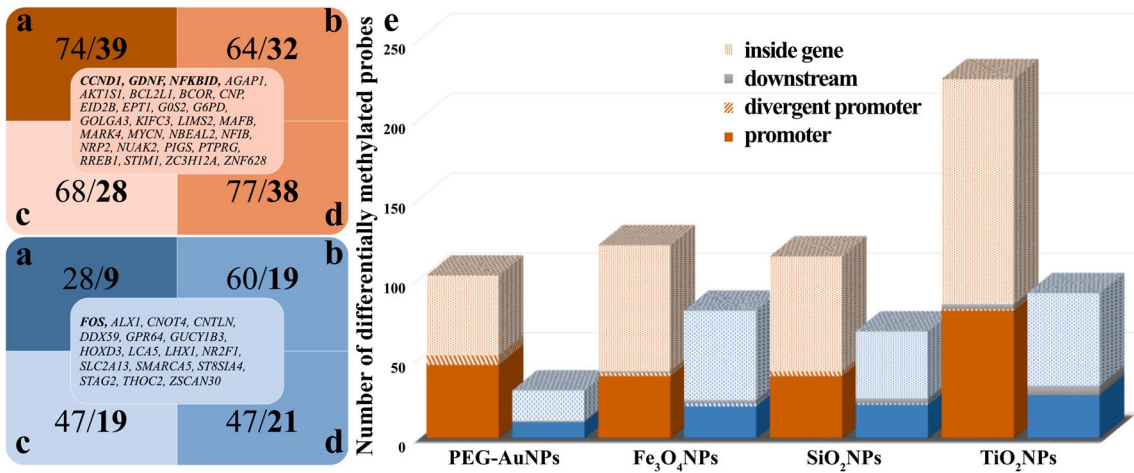 a
b
74/39
64/32
CCND1, GDNF, NFKBID, AGAP1,
AKT1S1, BCL2L1, BCOR, CNP,
EID2B, EPT1, G0S2, G6PD,
GOLGA3, KIFC3, LIMS2, MAFB,
MARK4, MYCN, NBEAL2, NFIB,
NRP2, NUAK2, PIGS, PTPRG,
RREB1, STIM1, ZC3H12A, ZNF628
68/28
77/38
c
d
a
b
28/9
60/19
FOS, ALX1, CNOT4, CNTLN,
DDX59, GPR64, GUCY1B3,
HOXD3, LCA5, LHX1, NR2F1,
SLC2A13, SMARCA5, ST8SIA4,
STAG2, THOC2, ZSCAN30
47/19
47/21
c
d
e
Number of differentially methylated probes
250
200
150
100
50
0
inside gene
downstream
divergent promoter
promoter
PEG-AuNPs
Fe₃O₄NPs
SiO₂NPs
TiO₂NPs